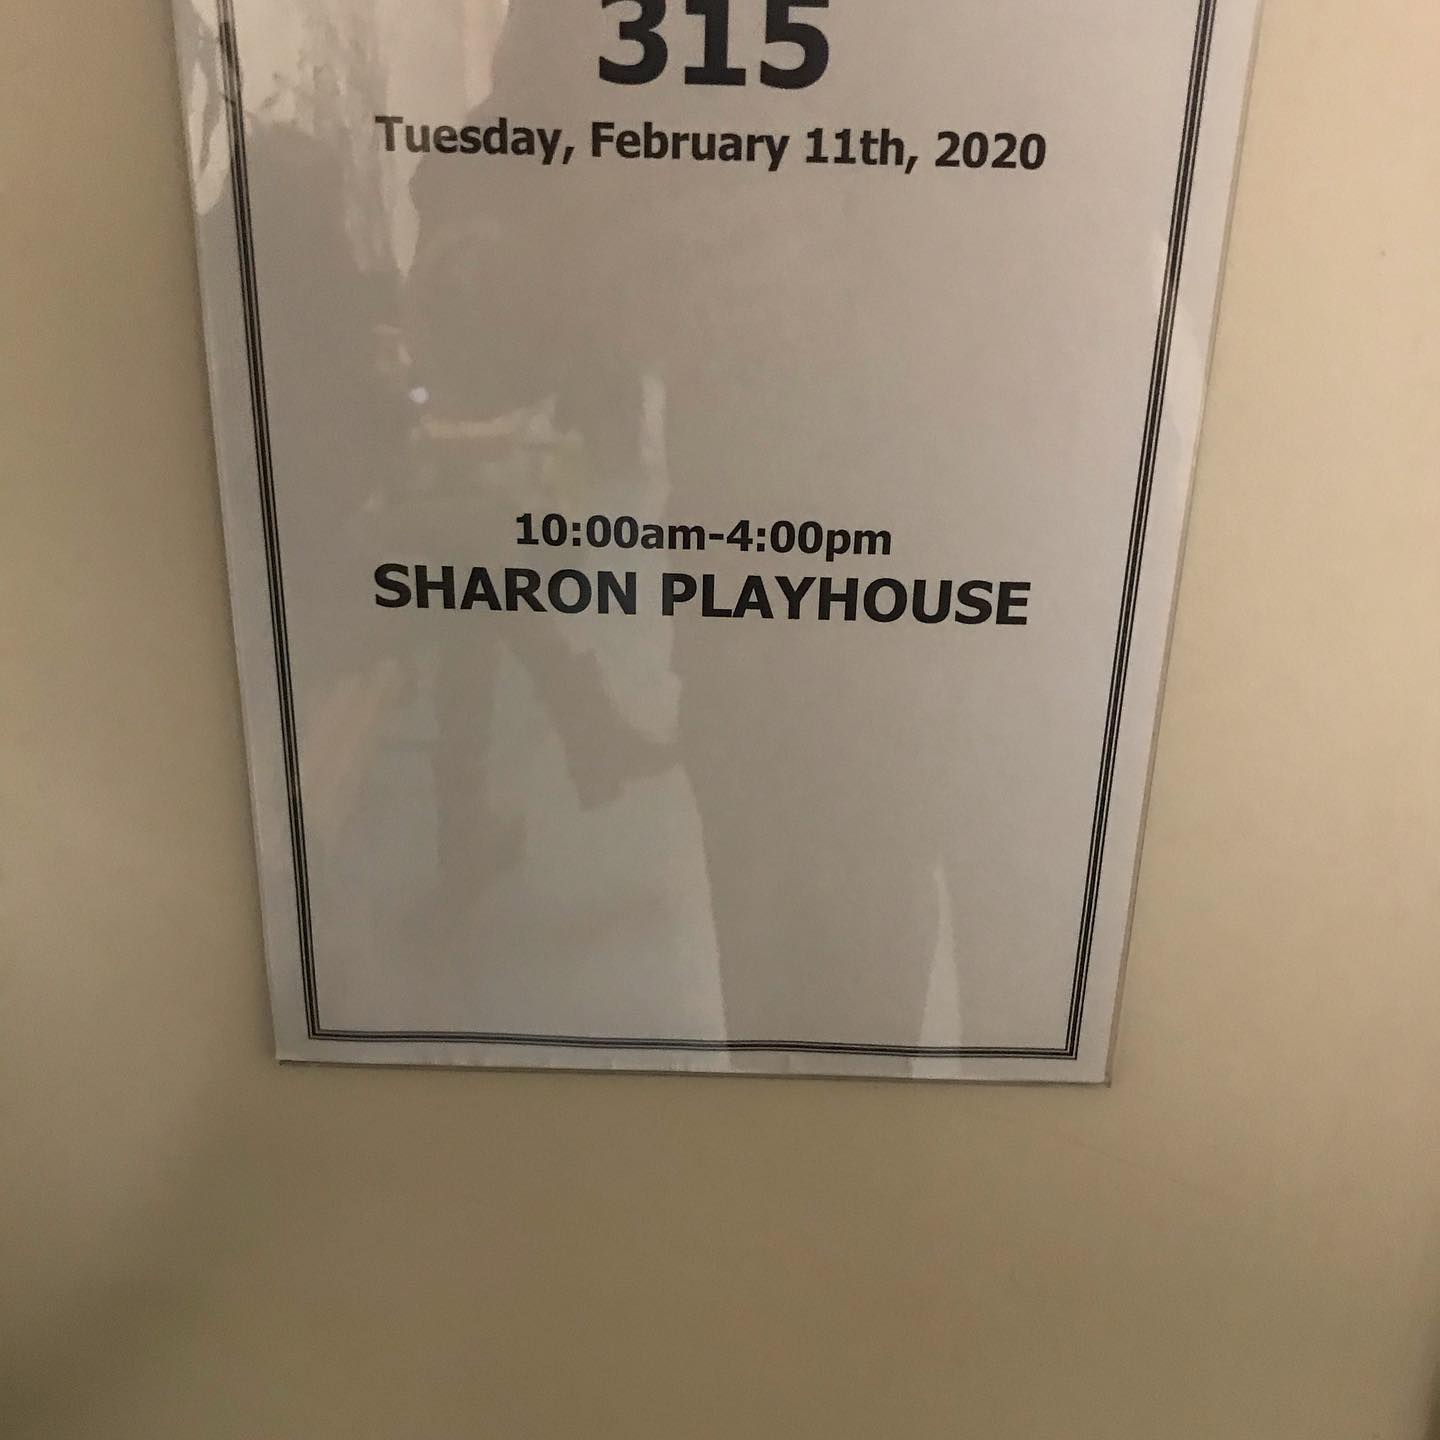 315
Tuesday, February 11th, 2020
10:00am-4:00pm
SHARON PLAYHOUSE